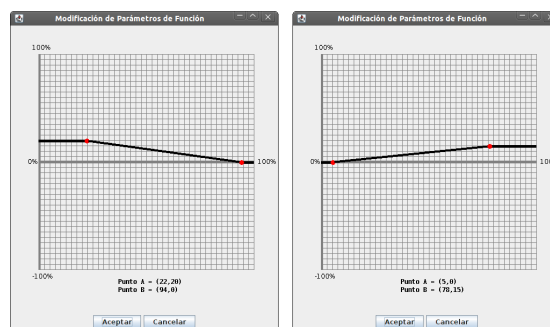 Modificación de Parámetros de Función
100%
0%
100%
-100%
Punto A = (22,20)
Punto B = (94,0)
Aceptar
Cancelar
Modificación de Parámetros de Función
100%
0%
100
-100%
Punto A = (5,0)
Punto B = (78,15)
Aceptar
Cancelar